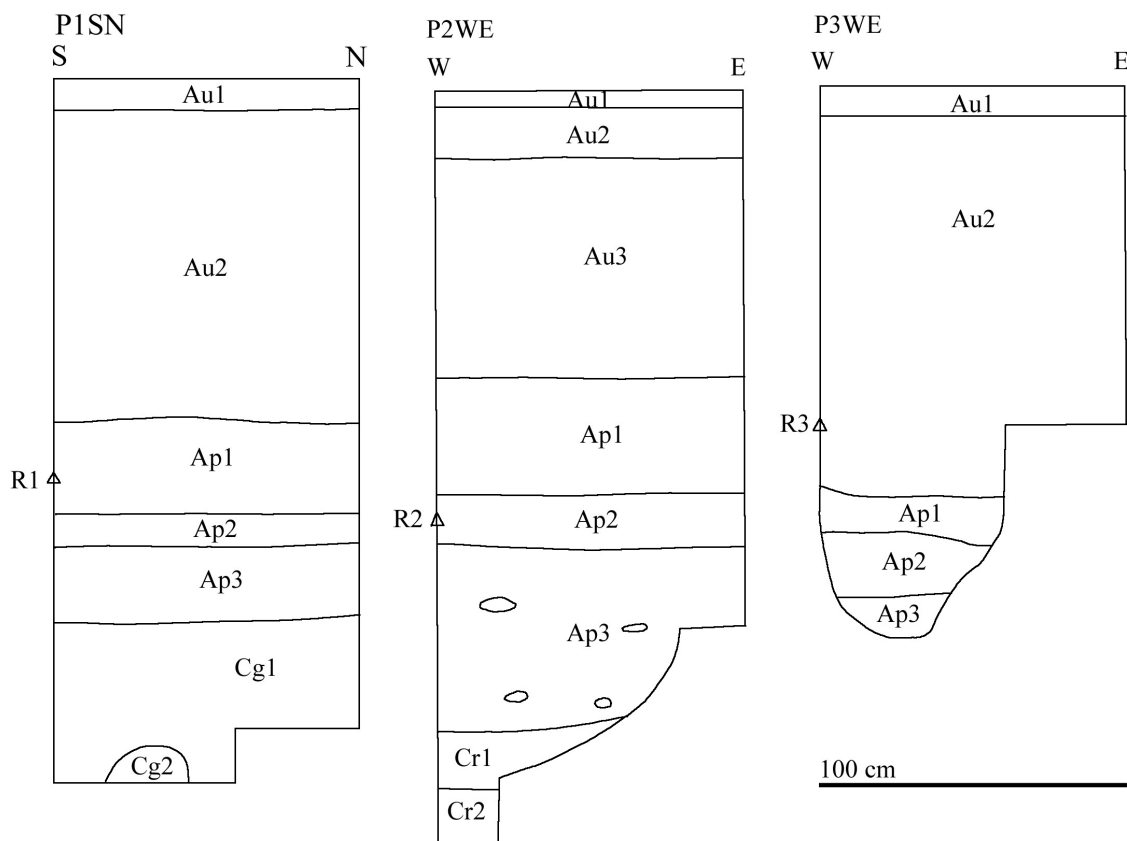 P1SN
S N
Au1
Au2
Ap1
R1
Ap2
Ap3
Cg1
Cg2
P2WE
W E
Au1
Au2
Au3
Ap1
Ap2
R2
Ap3
Cr1
Cr2
P3WE
W E
Au1
Au2
R3
Ap1
Ap2
Ap3
100 cm